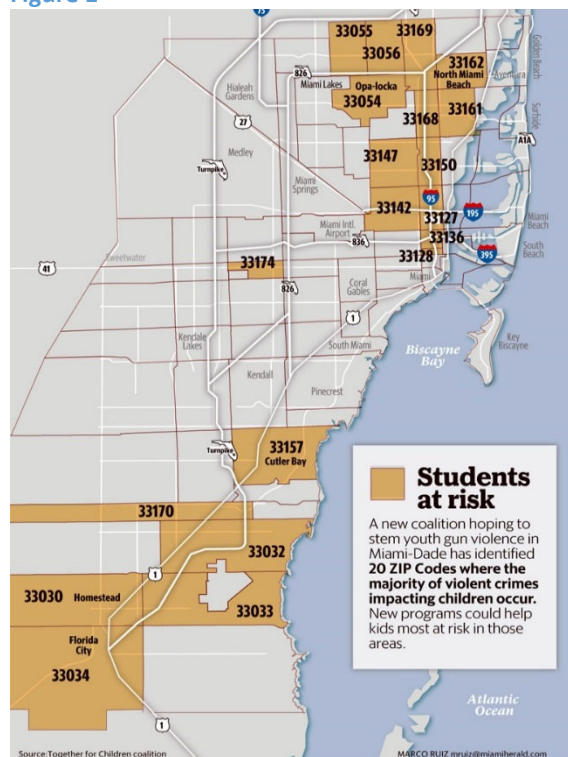 75
33055
33169
33056
33162
North Miami
Beach
Golden Beach
Aventura
826
Miami Lakes
Opa-locka
33054
33161
Hialeah
Gardens
33168
Surfside
27
A1A
Medley
33147
33150
Turnpike
Miami
Springs
95
195
33142
33127
Miami
Beach
Miami Intl.
Airport
836
33136
South
Beach
395
33128
Miami
41
Sweetwater
33174
826
Coral
Gables
1
Kendale
Lakes
South Miami
Biscayne
Bay
Key
Biscayne
Kendall
Pinecrest
Turnpike
33157
Cutler Bay
33170
33032
1
33030
Homestead
33033
Florida
City
33034
1
Students
at risk
A new coalition hoping to
stem youth gun violence in
Miami-Dade has identified
20 ZIP Codes where the
majority of violent crimes
impacting children occur.
New programs could help
kids most at risk in those
areas.
Atlantic
Ocean
Source:Together for Children coalition
MARCO RUIZ mruiz@miamiherald.com